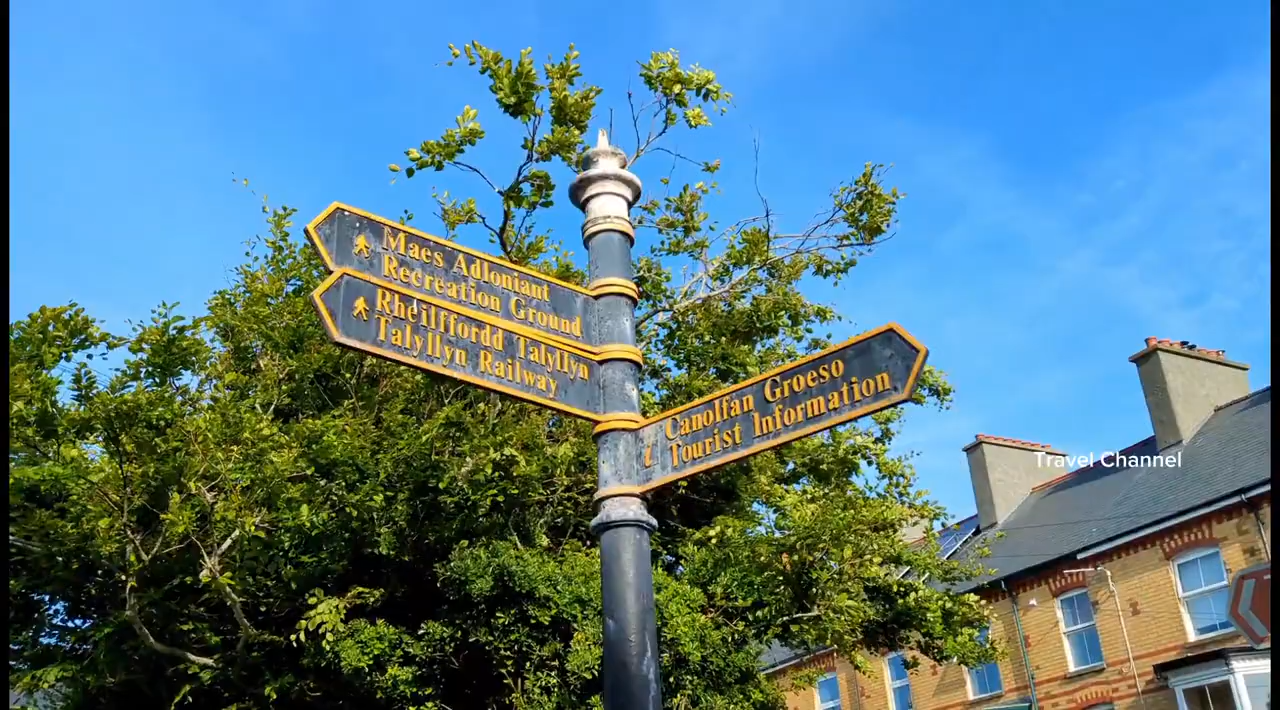 Maes Adloniant
Recreation Ground
Rheilffordd Talyllyn
Talyllyn Railway
Canolfan Groeso
i Tourist Information
Travel Channel